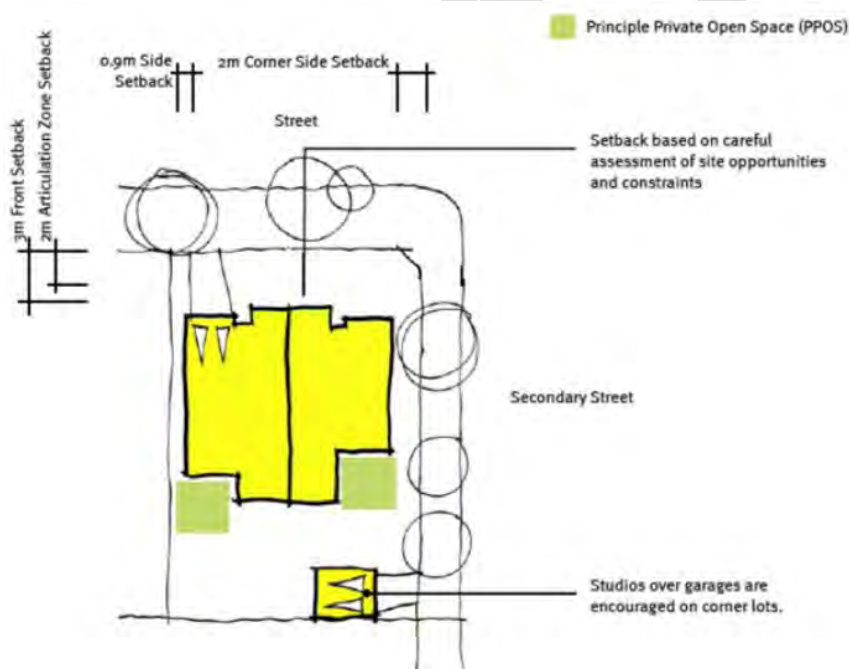 Principle Private Open Space (PPOS)
0.9m Side
Setback
2m Corner Side Setback
Street
3m Front Setback
2m Articulation Zone Setback
Setback based on careful
assessment of site opportunities
and constraints
Secondary Street
Studios over garages are
encouraged on corner lots.